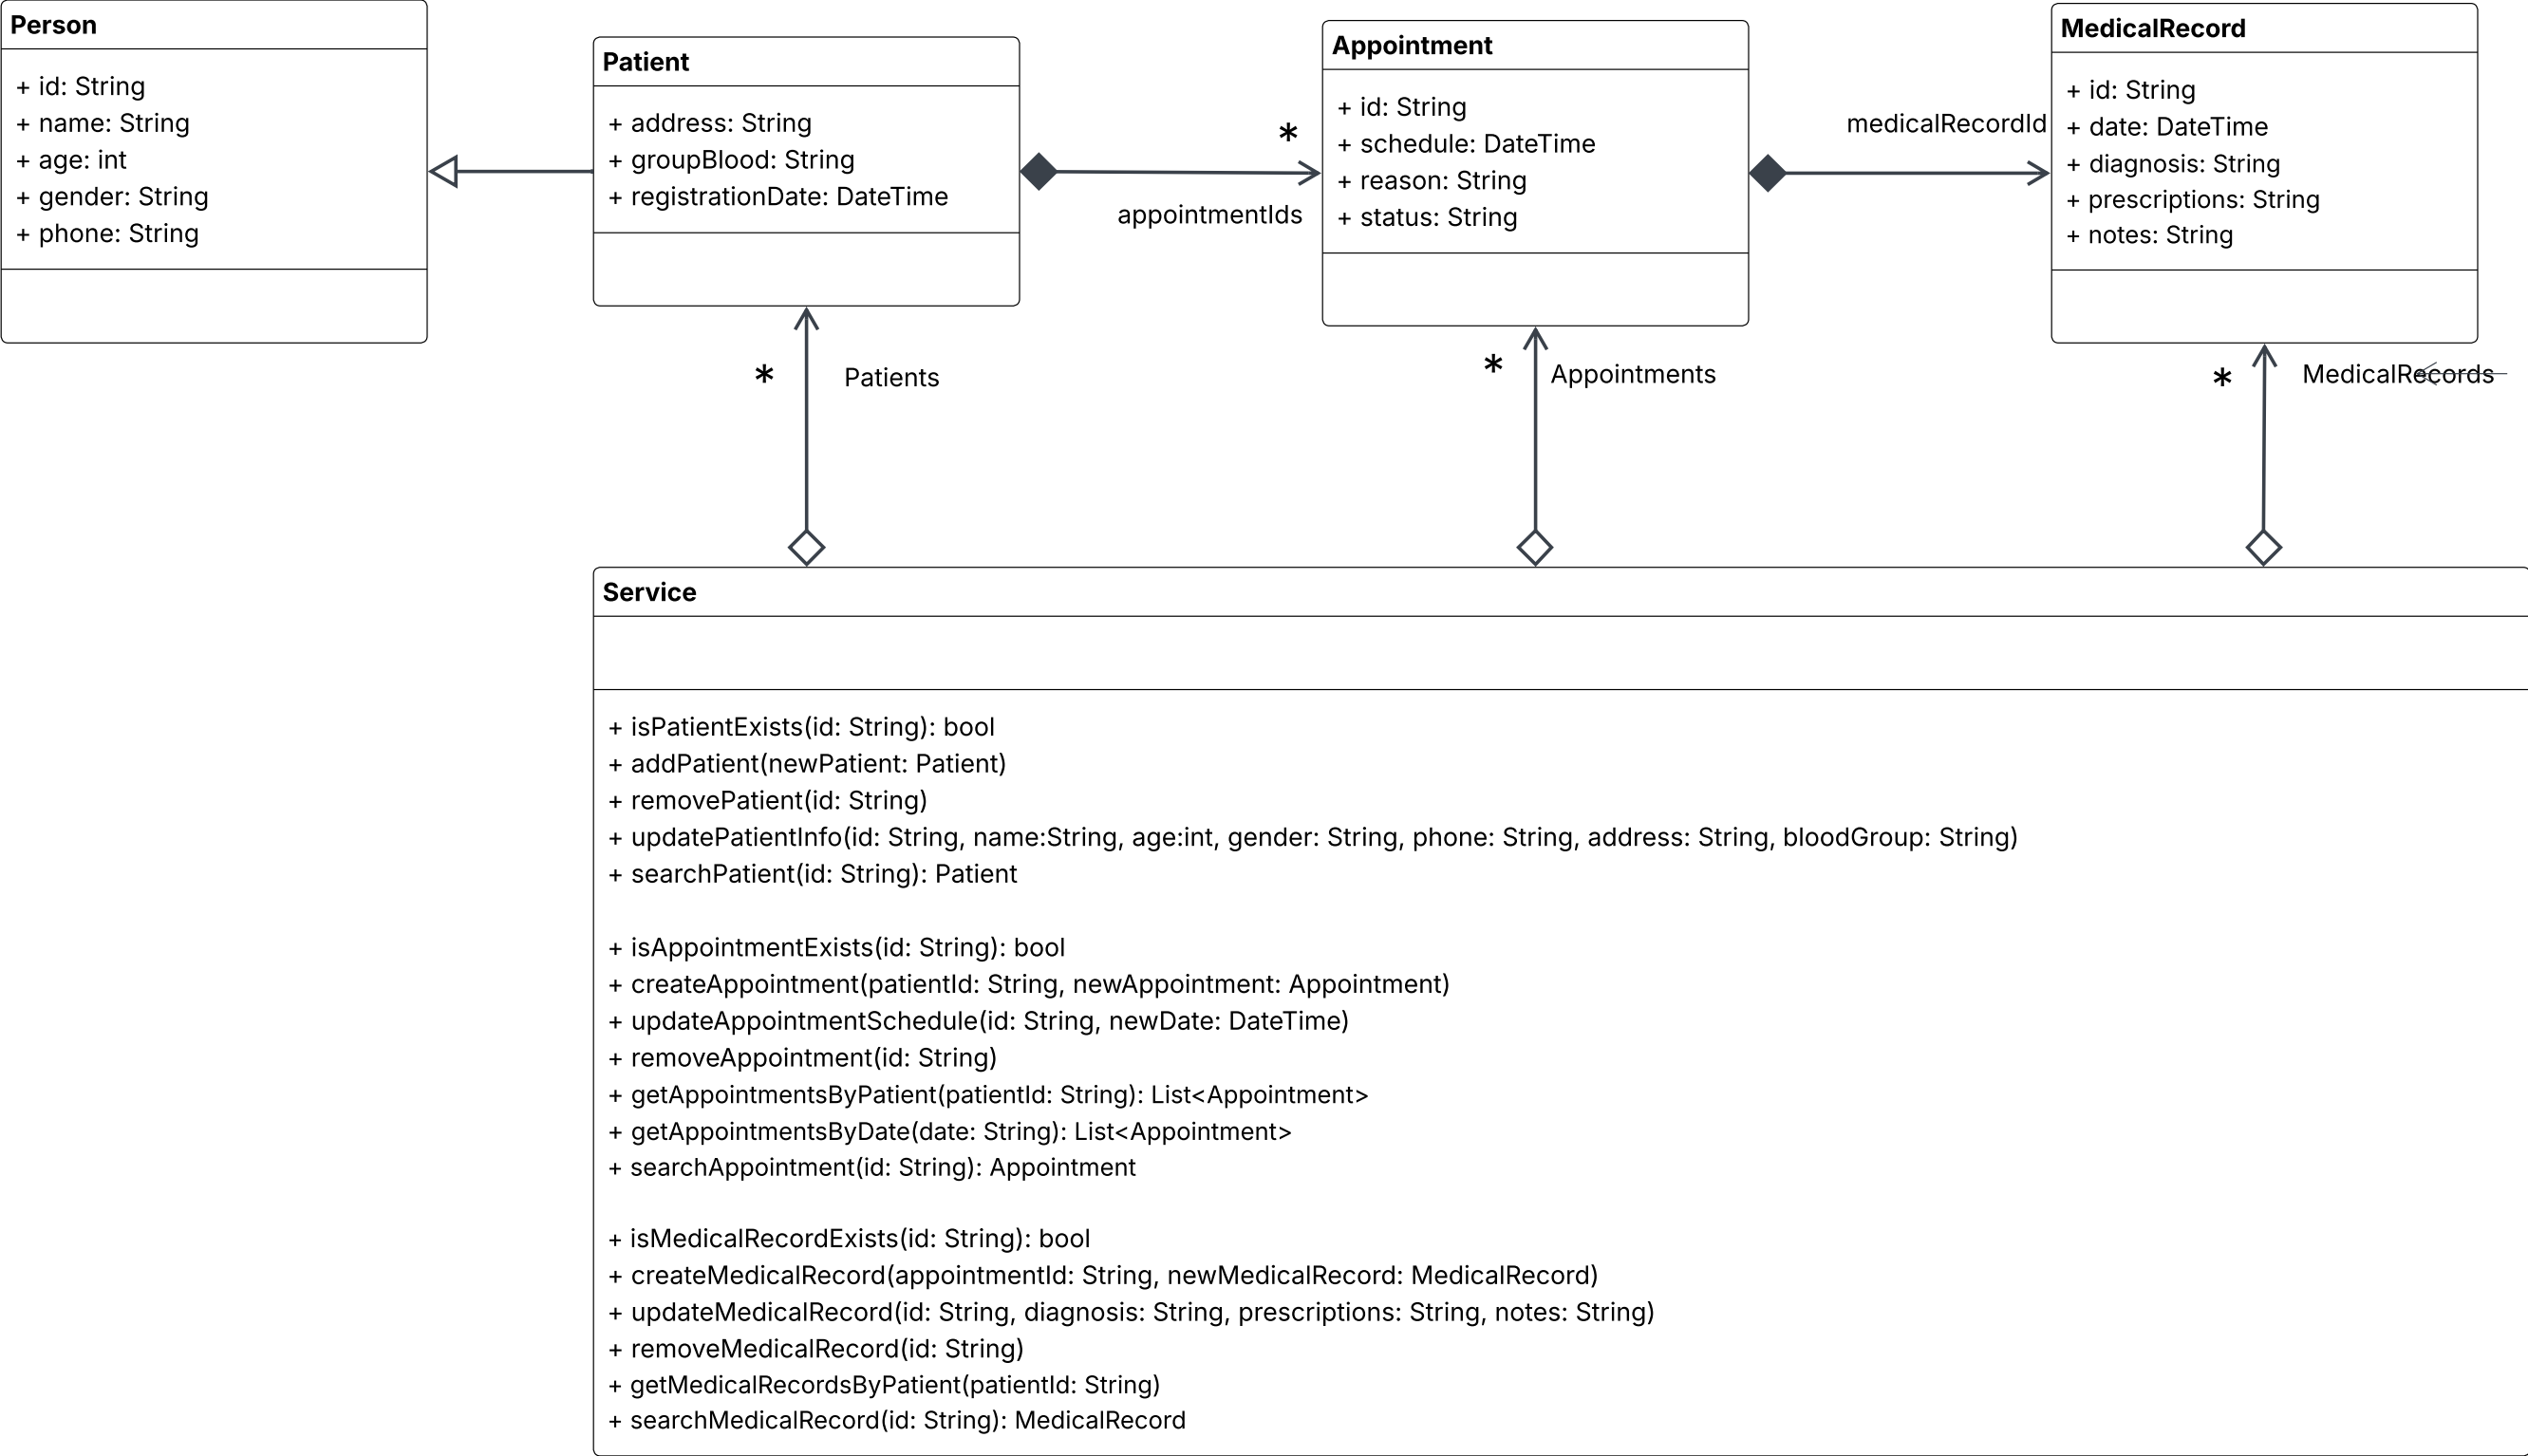 Person
+ id: String
+ name: String
+ age: int
+ gender: String
+ phone: String
Patient
+ address: String
+ groupBlood: String
+ registrationDate: DateTime
*
appointmentIds
Appointment
+ id: String
+ schedule: DateTime
+ reason: String
+ status: String
medicalRecordId
MedicalRecord
+ id: String
+ date: DateTime
+ diagnosis: String
+ prescriptions: String
+ notes: String
*
Patients
*
Appointments
*
MedicalRecords
Service
+ isPatientExists(id: String): bool
+ addPatient(newPatient: Patient)
+ removePatient(id: String)
+ updatePatientInfo(id: String, name:String, age:int, gender: String, phone: String, address: String, bloodGroup: String)
+ searchPatient(id: String): Patient
+ isAppointmentExists(id: String): bool
+ createAppointment(patientId: String, newAppointment: Appointment)
+ updateAppointmentSchedule(id: String, newDate: DateTime)
+ removeAppointment(id: String)
+ getAppointmentsByPatient(patientId: String): List<Appointment>
+ getAppointmentsByDate(date: String): List<Appointment>
+ searchAppointment(id: String): Appointment
+ isMedicalRecordExists(id: String): bool
+ createMedicalRecord(appointmentId: String, newMedicalRecord: MedicalRecord)
+ updateMedicalRecord(id: String, diagnosis: String, prescriptions: String, notes: String)
+ removeMedicalRecord(id: String)
+ getMedicalRecordsByPatient(patientId: String)
+ searchMedicalRecord(id: String): MedicalRecord